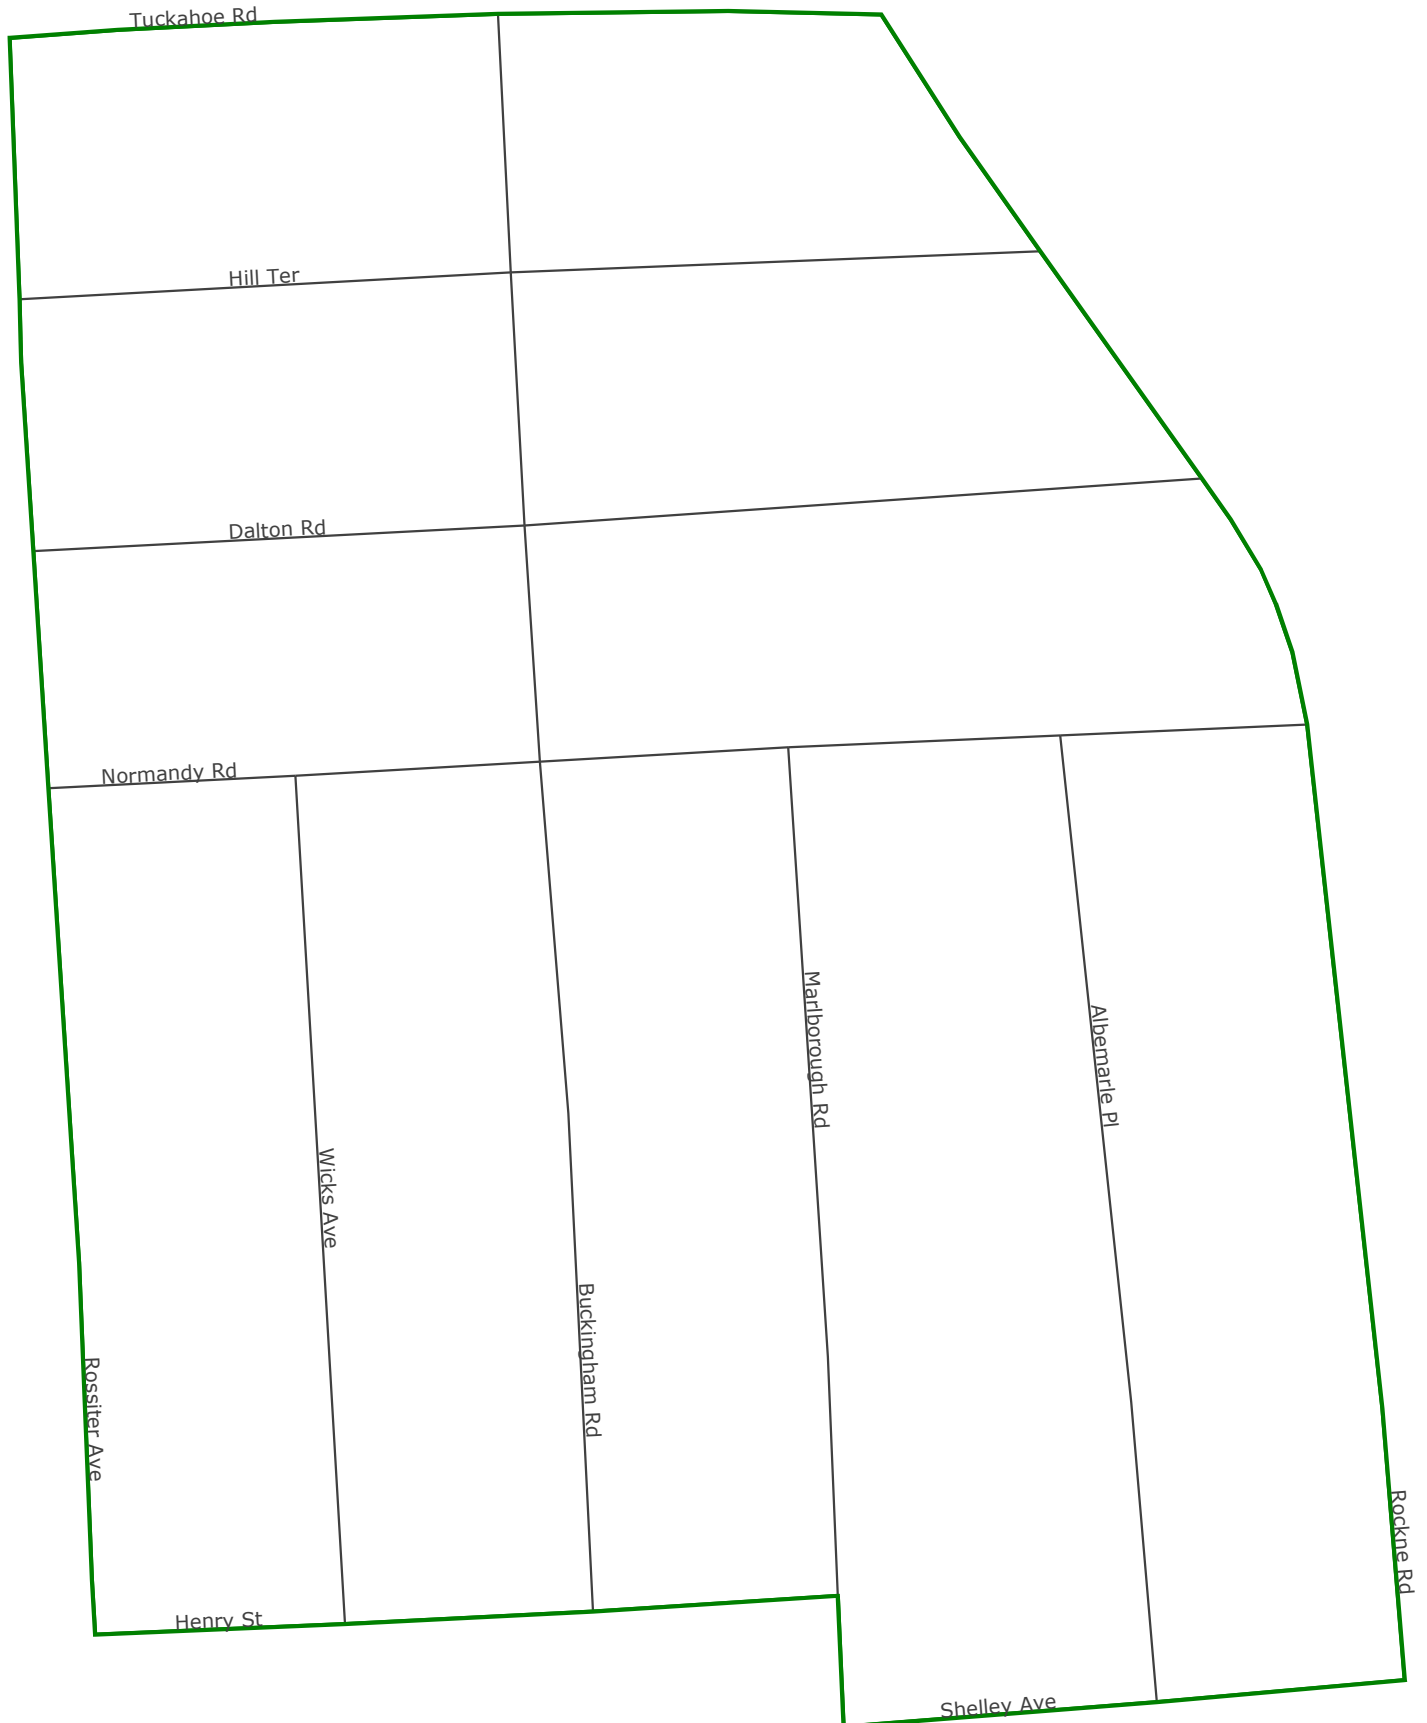 Tuckahoe Rd
Hill Ter
Dalton Rd
Normandy Rd
Marlborough Rd
Albemarle Pl
Wicks Ave
Buckingham Rd
Rossiter Ave
Rockne Rd
Henry St
Shelley Ave